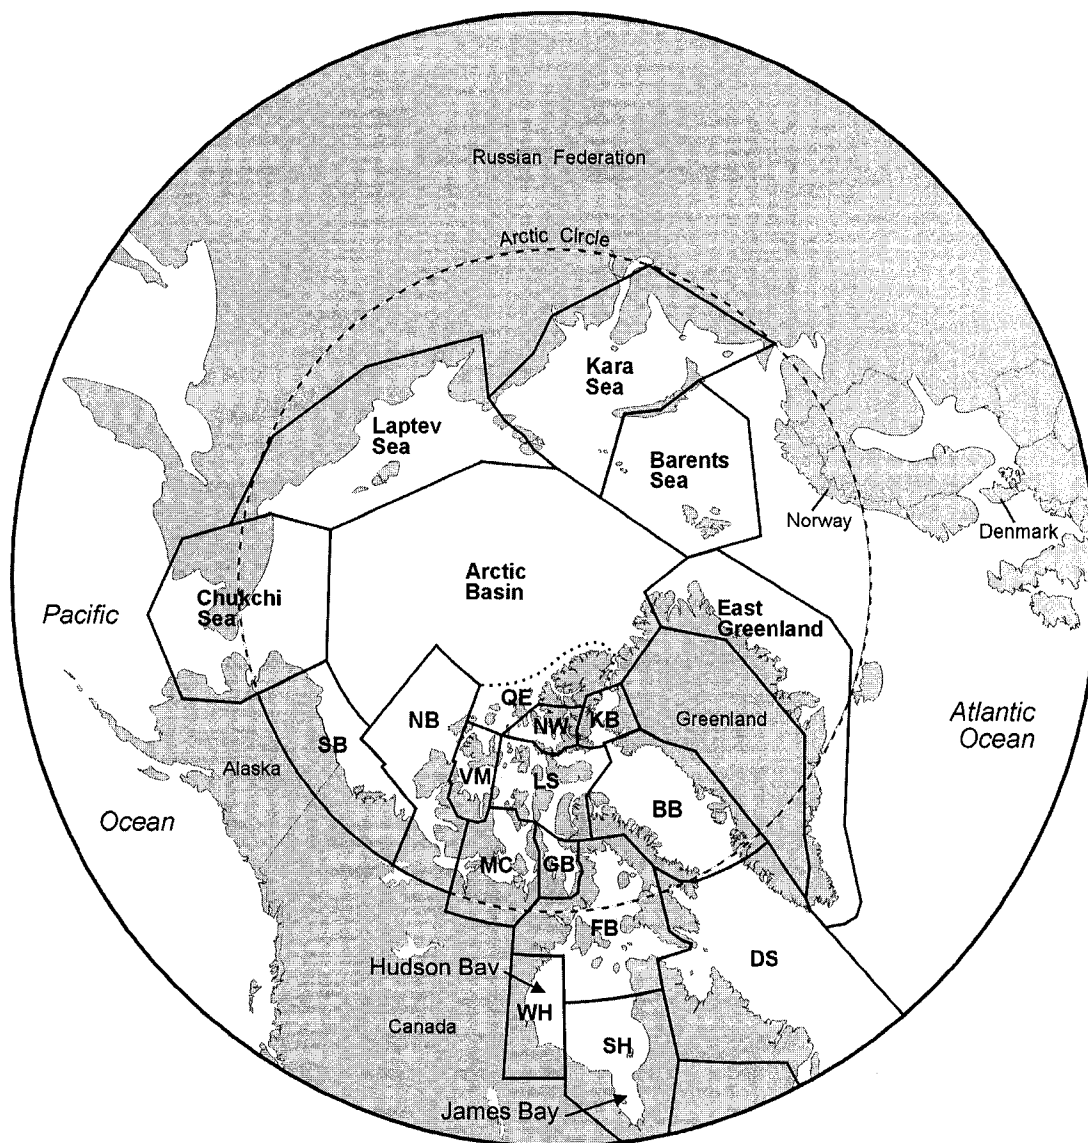 Russian Federation
Arctic Circle
Kara
Sea
Laptev
Sea
Barents
Sea
Norway
Denmark
Arctic
Basin
Chukchi
Sea
Pacific
East
Greenland
QE
NB
NW
KB
Greenland
Atlantic
Ocean
SB
Alaska
VM
LS
BB
Ocean
MC
GB
FB
DS
Hudson Bay
WH
Canada
SH
James Bay